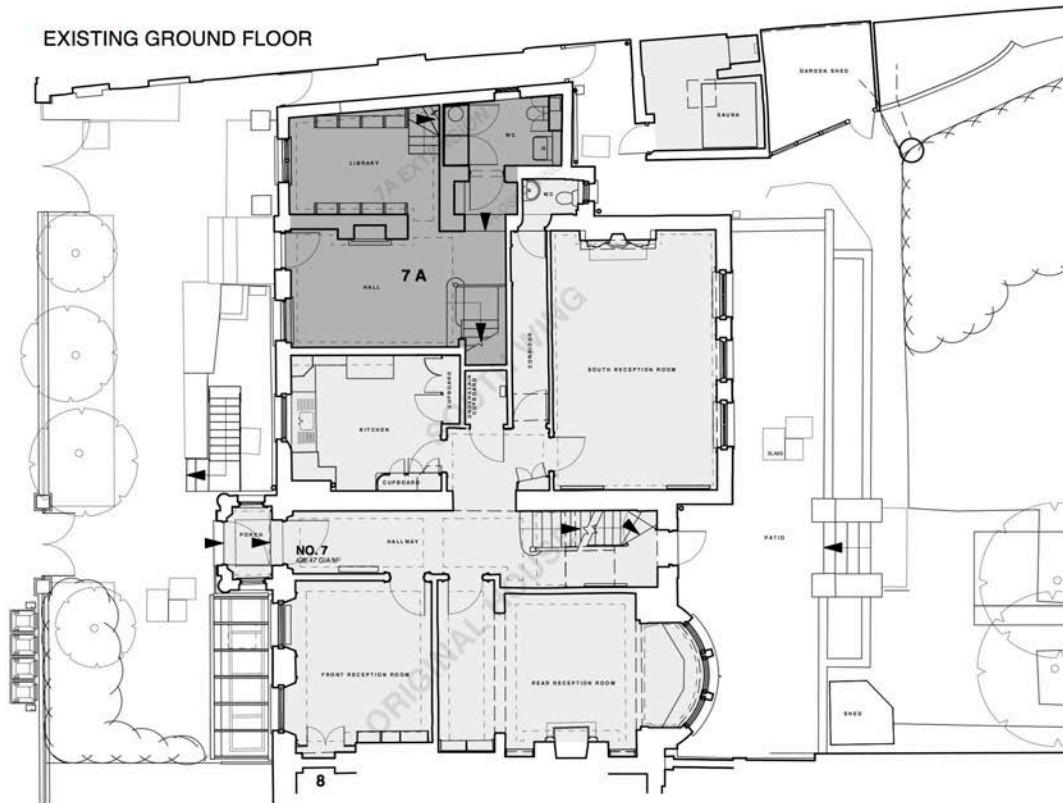 EXISTING GROUND FLOOR
GARDEN SHED
SAUNA
WC
LIBRARY
7A EXTENSION
WC
7 A
HALL
CORRIDOR
SOUTH WING
SOUTH RECEPTION ROOM
CUPBOARD
UNDERSTAIR
CUPBOARD
KITCHEN
SLABS
CUPBOARD
PORCH
NO. 7
HALLWAY
PATIO
ORIGINAL HOUSE
FRONT RECEPTION ROOM
REAR RECEPTION ROOM
SHED
8